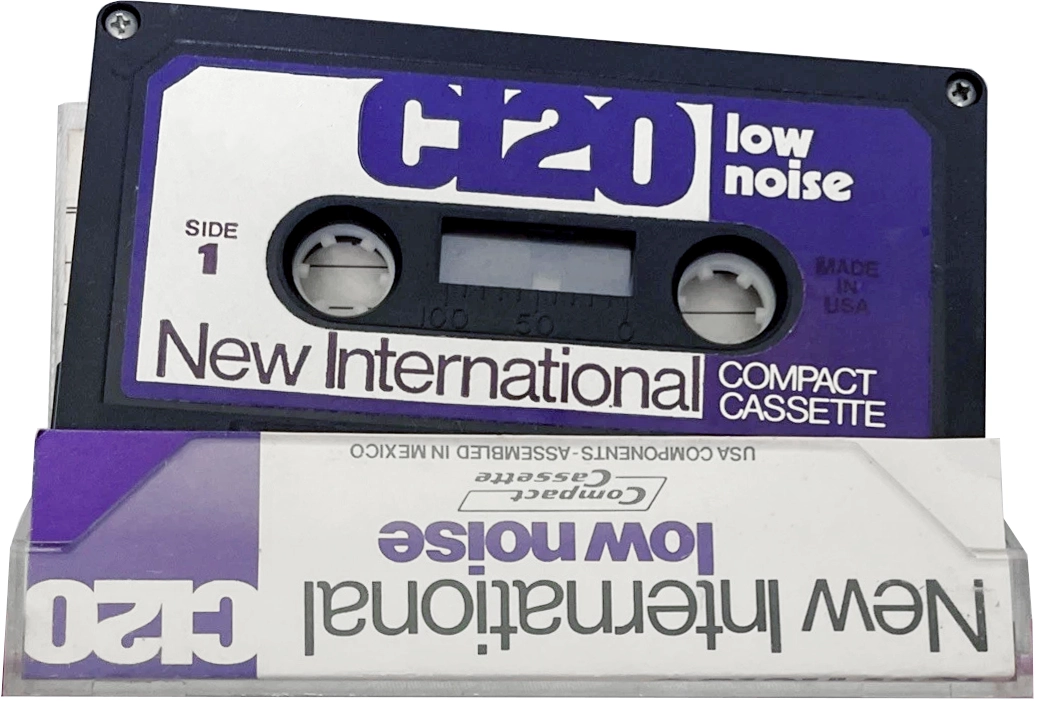 C120
low
noise
SIDE
1
MADE
IN
USA
100 50 0
New International
COMPACT
CASSETTE
New International
C120
low noise
Compact
Cassette
USA COMPONENTS - ASSEMBLED IN MEXICO